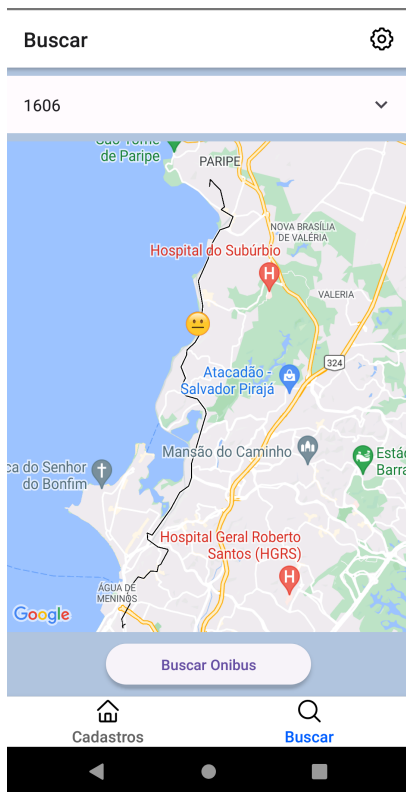 Buscar
1606
São Tomé
de Paripe
PARIPE
NOVA BRASÍLIA
DE VALÉRIA
Hospital do Subúrbio
H
VALERIA
324
Atacadão -
Salvador Pirajá
Mansão do Caminho
Estác
Barra
ca do Senhor
do Bonfim
Hospital Geral Roberto
Santos (HGRS)
H
ÁGUA DE
MENINOS
Google
Buscar Onibus
Cadastros
Buscar